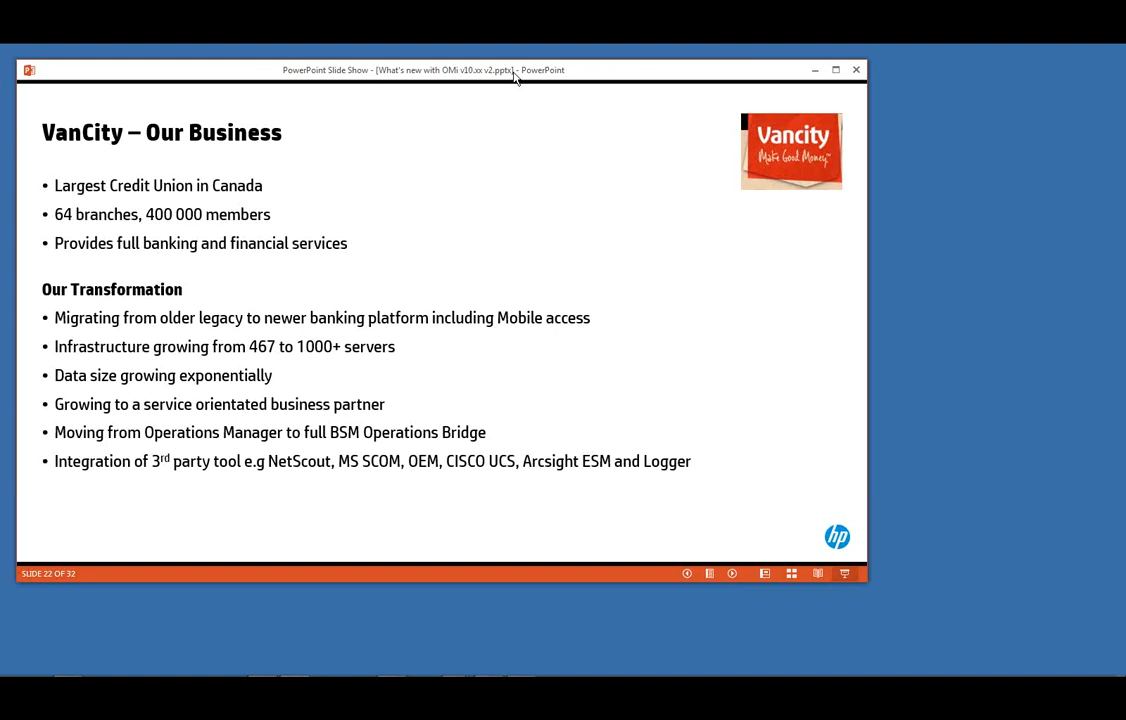 PowerPoint Slide Show - [What's new with OMi v10.xx v2.pptx] - PowerPoint
VanCity – Our Business
Vancity
Make Good Money™
• Largest Credit Union in Canada
• 64 branches, 400 000 members
• Provides full banking and financial services
Our Transformation
• Migrating from older legacy to newer banking platform including Mobile access
• Infrastructure growing from 467 to 1000+ servers
• Data size growing exponentially
• Growing to a service orientated business partner
• Moving from Operations Manager to full BSM Operations Bridge
• Integration of 3rd party tool e.g NetScout, MS SCOM, OEM, CISCO UCS, Arcsight ESM and Logger
hp
SLIDE 22 OF 32